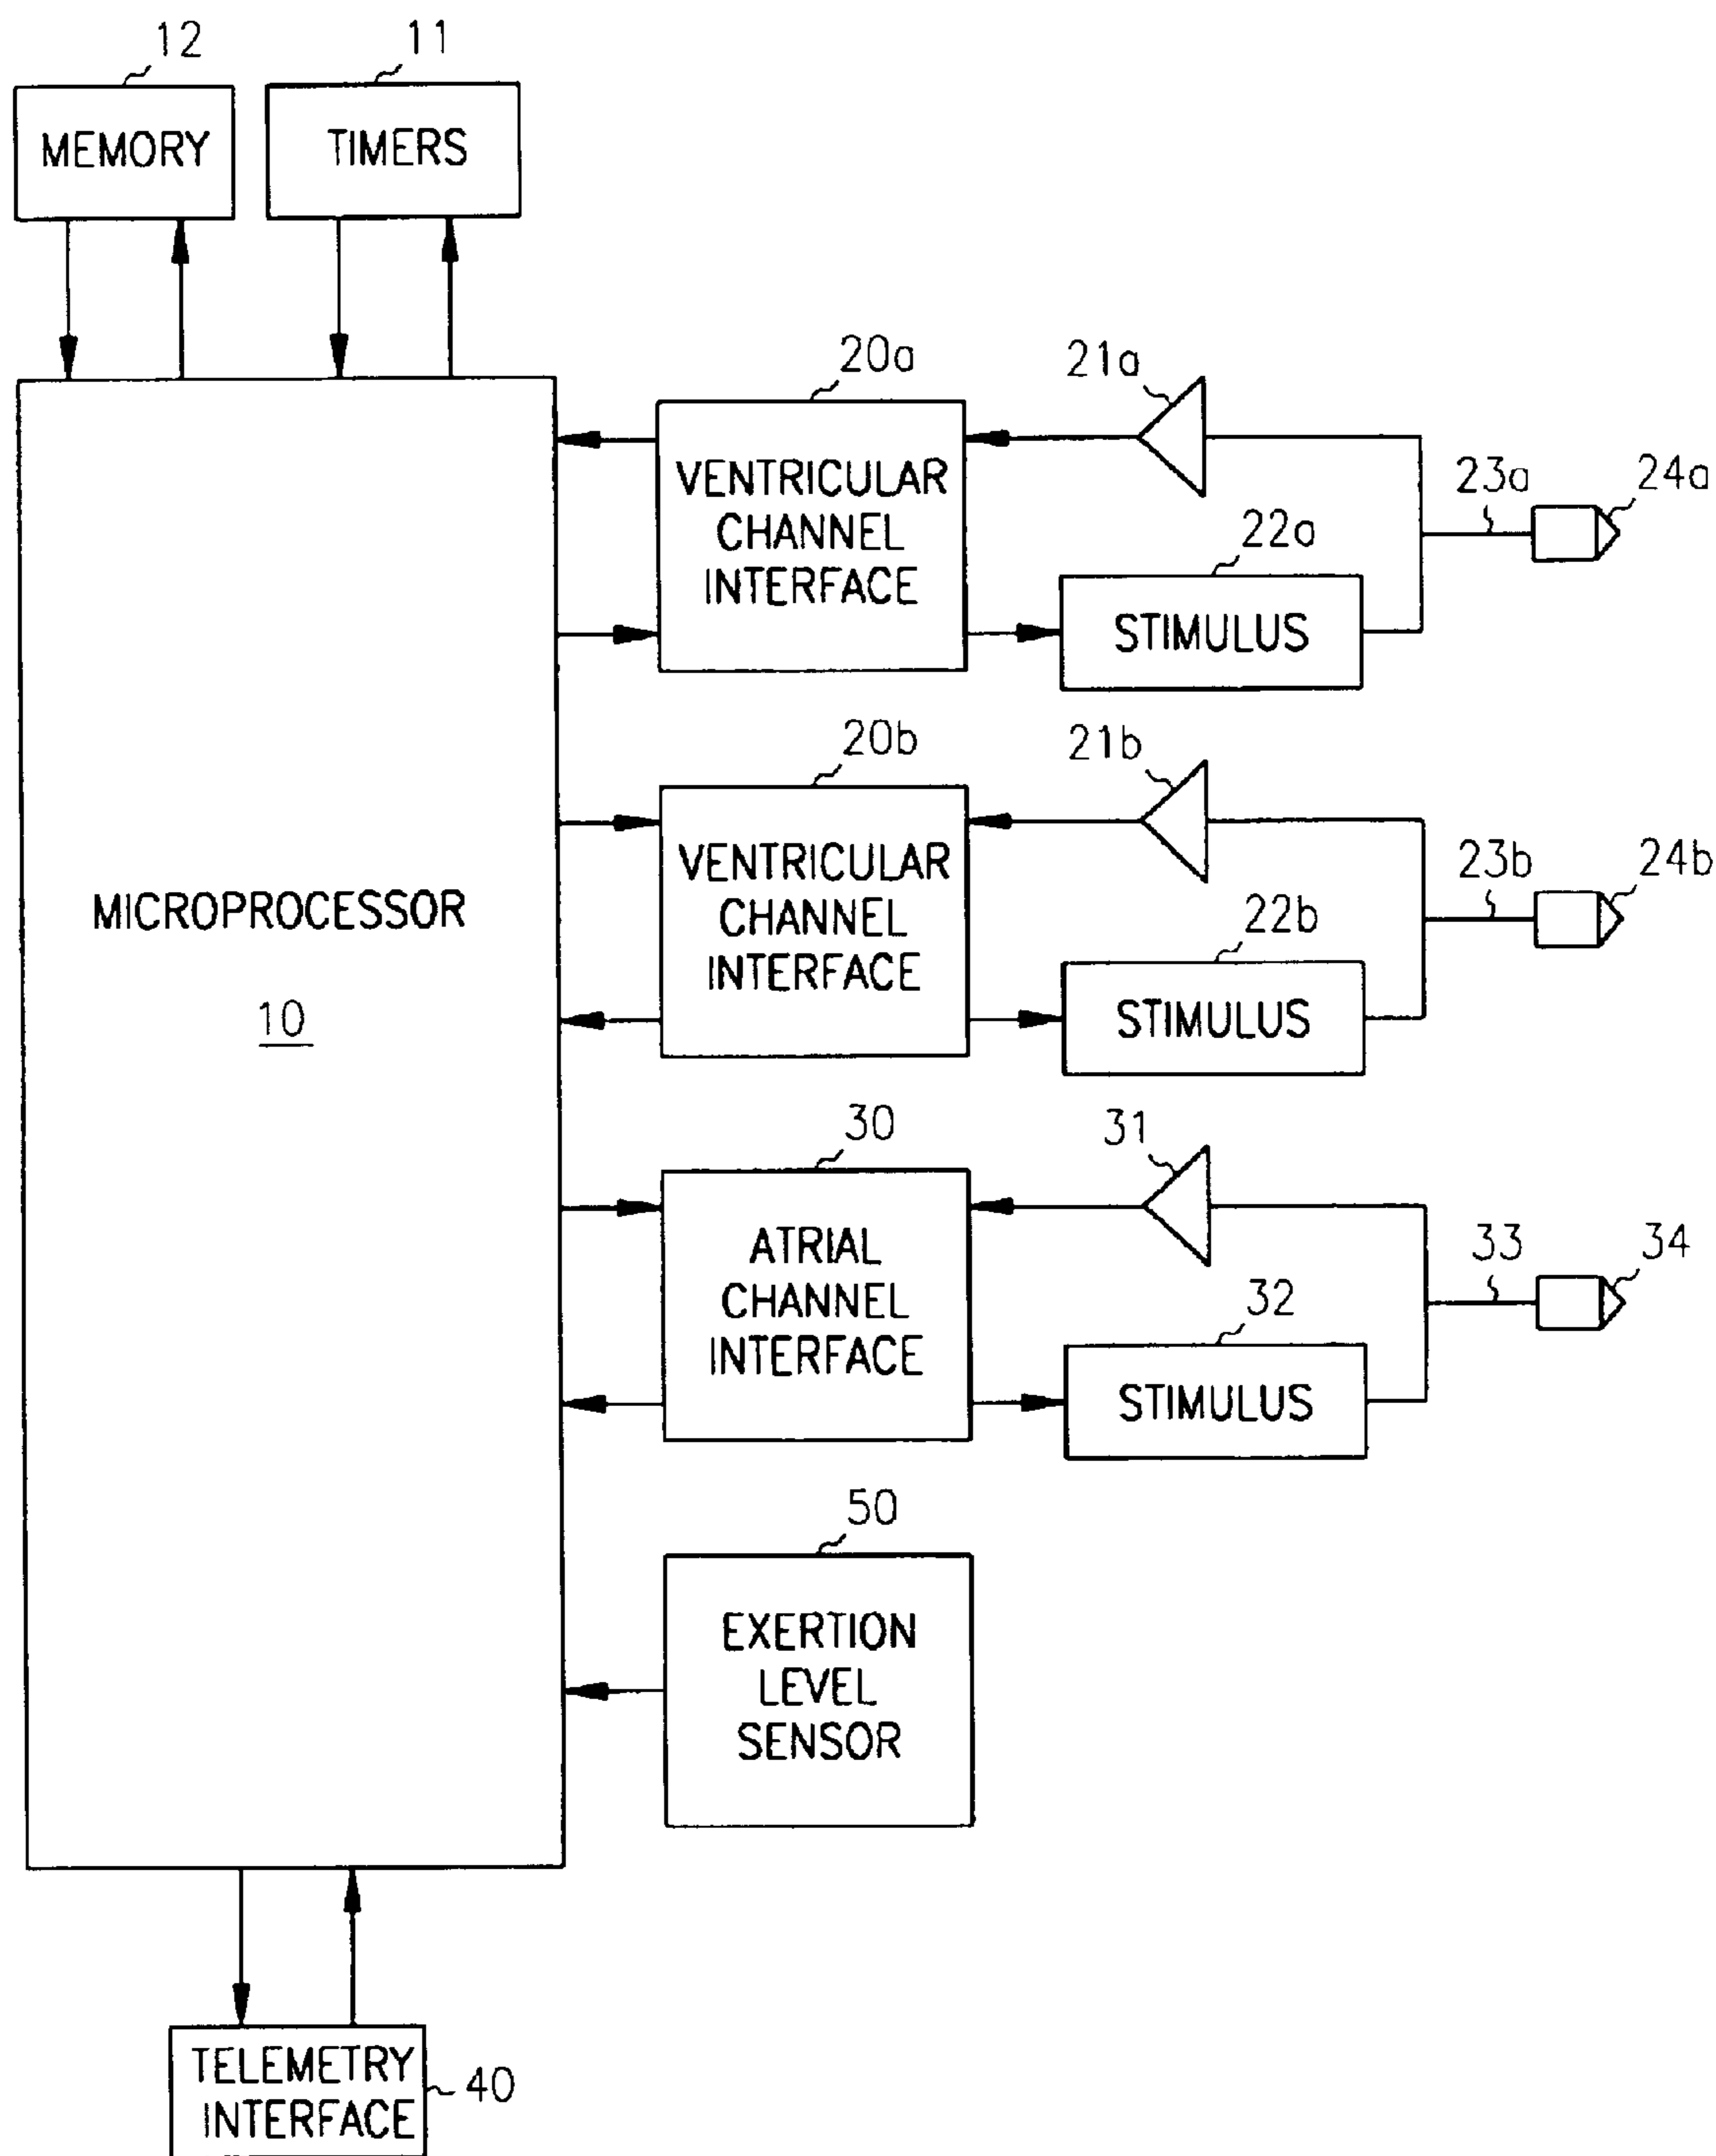 12
11
MEMORY
TIMERS
20a
21a
23a
24a
VENTRICULAR
CHANNEL
INTERFACE
22a
STIMULUS
20b
21b
23b
24b
VENTRICULAR
CHANNEL
INTERFACE
22b
STIMULUS
MICROPROCESSOR
10
30
31
33
34
ATRIAL
CHANNEL
INTERFACE
32
STIMULUS
50
EXERTION
LEVEL
SENSOR
TELEMETRY
INTERFACE
40